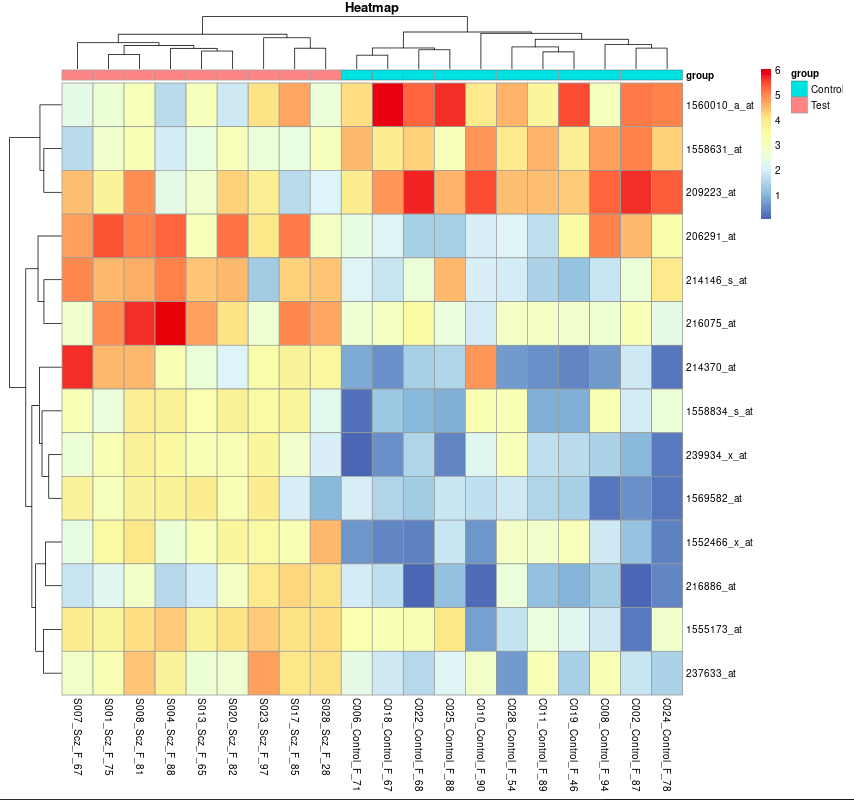 Heatmap
group
1560010_a_at
1558631_at
209223_at
206291_at
214146_s_at
216075_at
214370_at
1558834_s_at
239934_x_at
1569582_at
1552466_x_at
216886_at
1555173_at
237633_at
6
5
4
3
2
1
group
Control
Test
S007_Scz_F_67
S001_Scz_F_75
S008_Scz_F_81
S004_Scz_F_88
S013_Scz_F_65
S020_Scz_F_82
S023_Scz_F_97
S017_Scz_F_85
S028_Scz_F_28
C006_Control_F_71
C018_Control_F_67
C022_Control_F_68
C025_Control_F_88
C010_Control_F_90
C028_Control_F_54
C011_Control_F_89
C019_Control_F_46
C008_Control_F_94
C002_Control_F_87
C024_Control_F_78